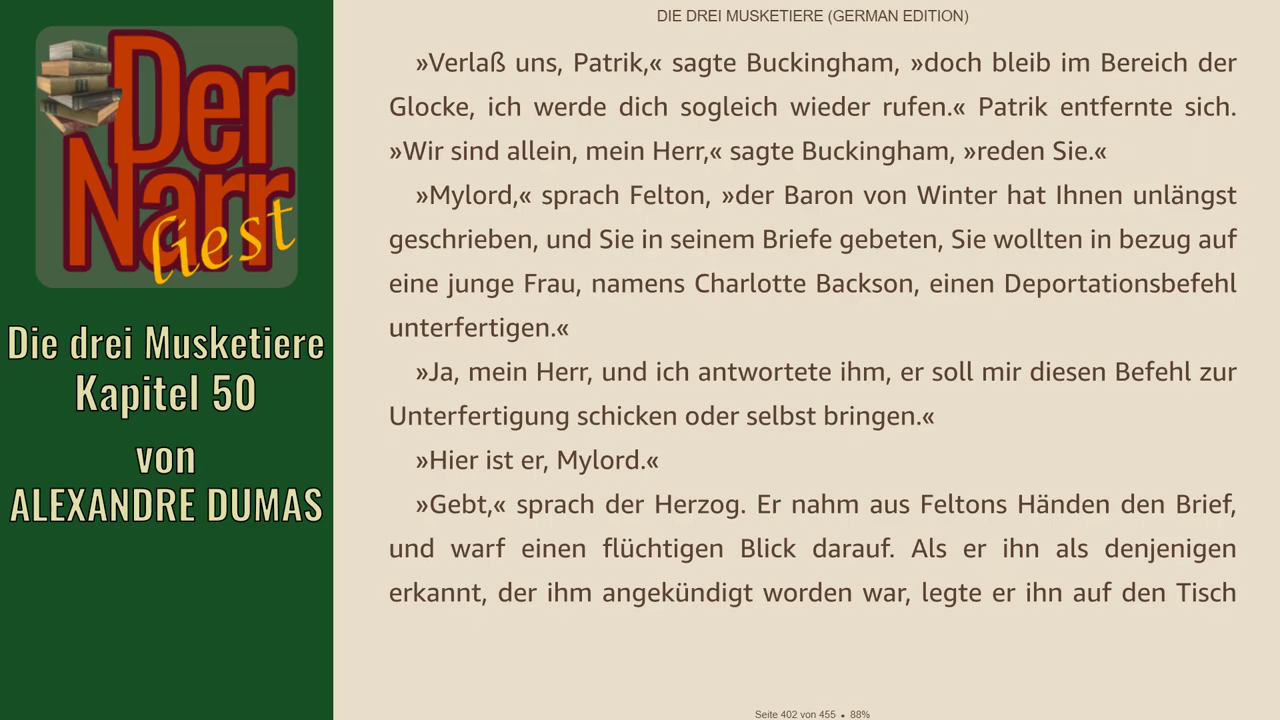 Der
Narr
liest
Die drei Musketiere
Kapitel 50
von
ALEXANDRE DUMAS
DIE DREI MUSKETIERE (GERMAN EDITION)
»Verlaß uns, Patrik,« sagte Buckingham, »doch bleib im Bereich der
Glocke, ich werde dich sogleich wieder rufen.« Patrik entfernte sich.
»Wir sind allein, mein Herr,« sagte Buckingham, »reden Sie.«
»Mylord,« sprach Felton, »der Baron von Winter hat Ihnen unlängst
geschrieben, und Sie in seinem Briefe gebeten, Sie wollten in bezug auf
eine junge Frau, namens Charlotte Backson, einen Deportationsbefehl
unterfertigen.«
»Ja, mein Herr, und ich antwortete ihm, er soll mir diesen Befehl zur
Unterfertigung schicken oder selbst bringen.«
»Hier ist er, Mylord.«
»Gebt,« sprach der Herzog. Er nahm aus Feltons Händen den Brief,
und warf einen flüchtigen Blick darauf. Als er ihn als denjenigen
erkannt, der ihm angekündigt worden war, legte er ihn auf den Tisch
Seite 402 von 455 • 88%